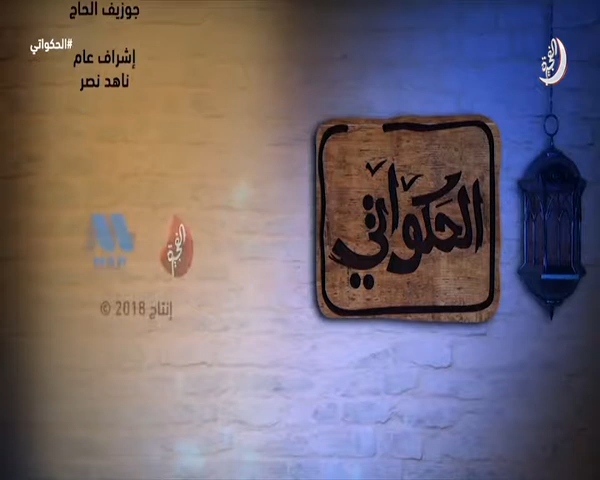 جوزيف الحاج
#الحكواتي
إشراف عام
ناهد نصر
الحكواتي
إنتاج 2018 ©